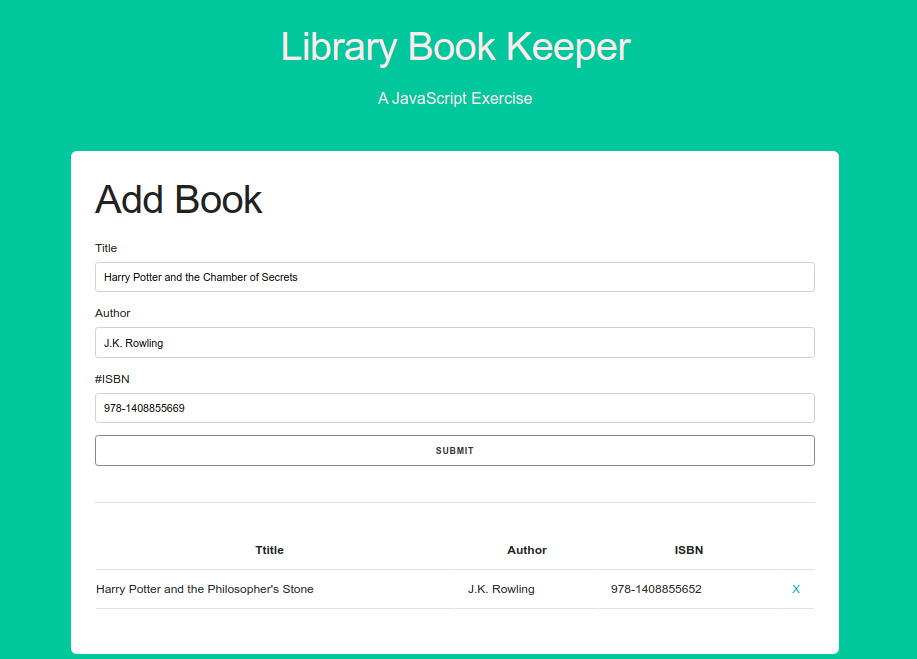 Library Book Keeper
A JavaScript Exercise
Add Book
Title
Harry Potter and the Chamber of Secrets
Author
J.K. Rowling
#ISBN
978-1408855669
SUBMIT
Ttitle Author ISBN
Harry Potter and the Philosopher's Stone J.K. Rowling 978-1408855652 X